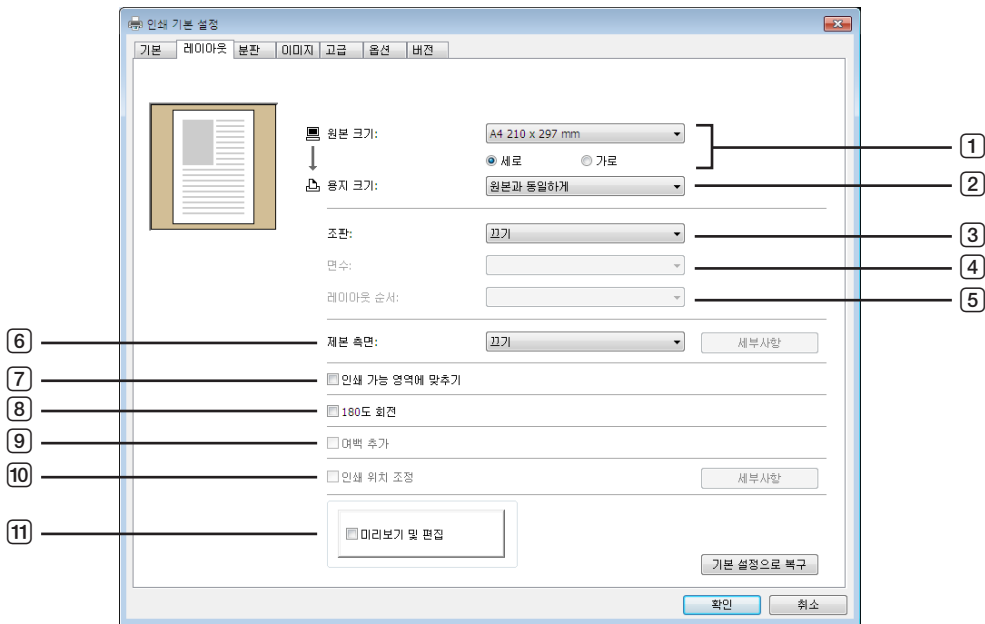 인쇄 기본 설정
기본 레이아웃 분판 이미지 고급 옵션 버전
원본 크기: A4 210 x 297 mm
1
세로 가로
용지 크기: 원본과 동일하게 2
조판: 끄기 3
면수: 4
레이아웃 순서: 5
6 제본 측면: 끄기 세부사항
7 인쇄 가능 영역에 맞추기
8 180도 회전
9 여백 추가
10 인쇄 위치 조정 세부사항
11 미리보기 및 편집
기본 설정으로 복구
확인 취소